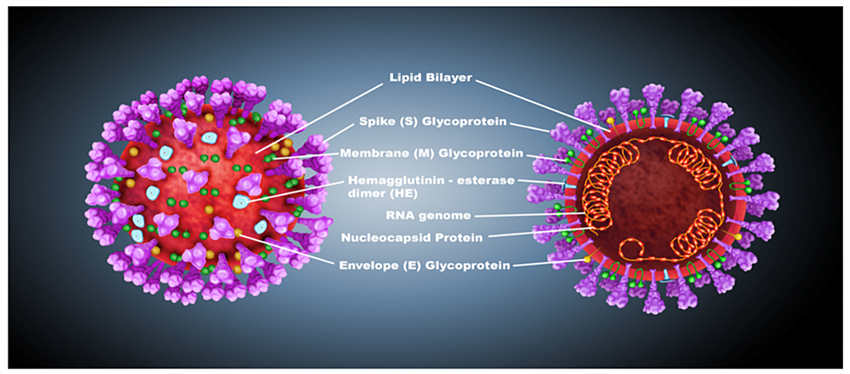 Lipid Bilayer
Spike (S) Glycoprotein
Membrane (M) Glycoprotein
Hemagglutinin - esterase
dimer (HE)
RNA genome
Nucleocapsid Protein
Envelope (E) Glycoprotein